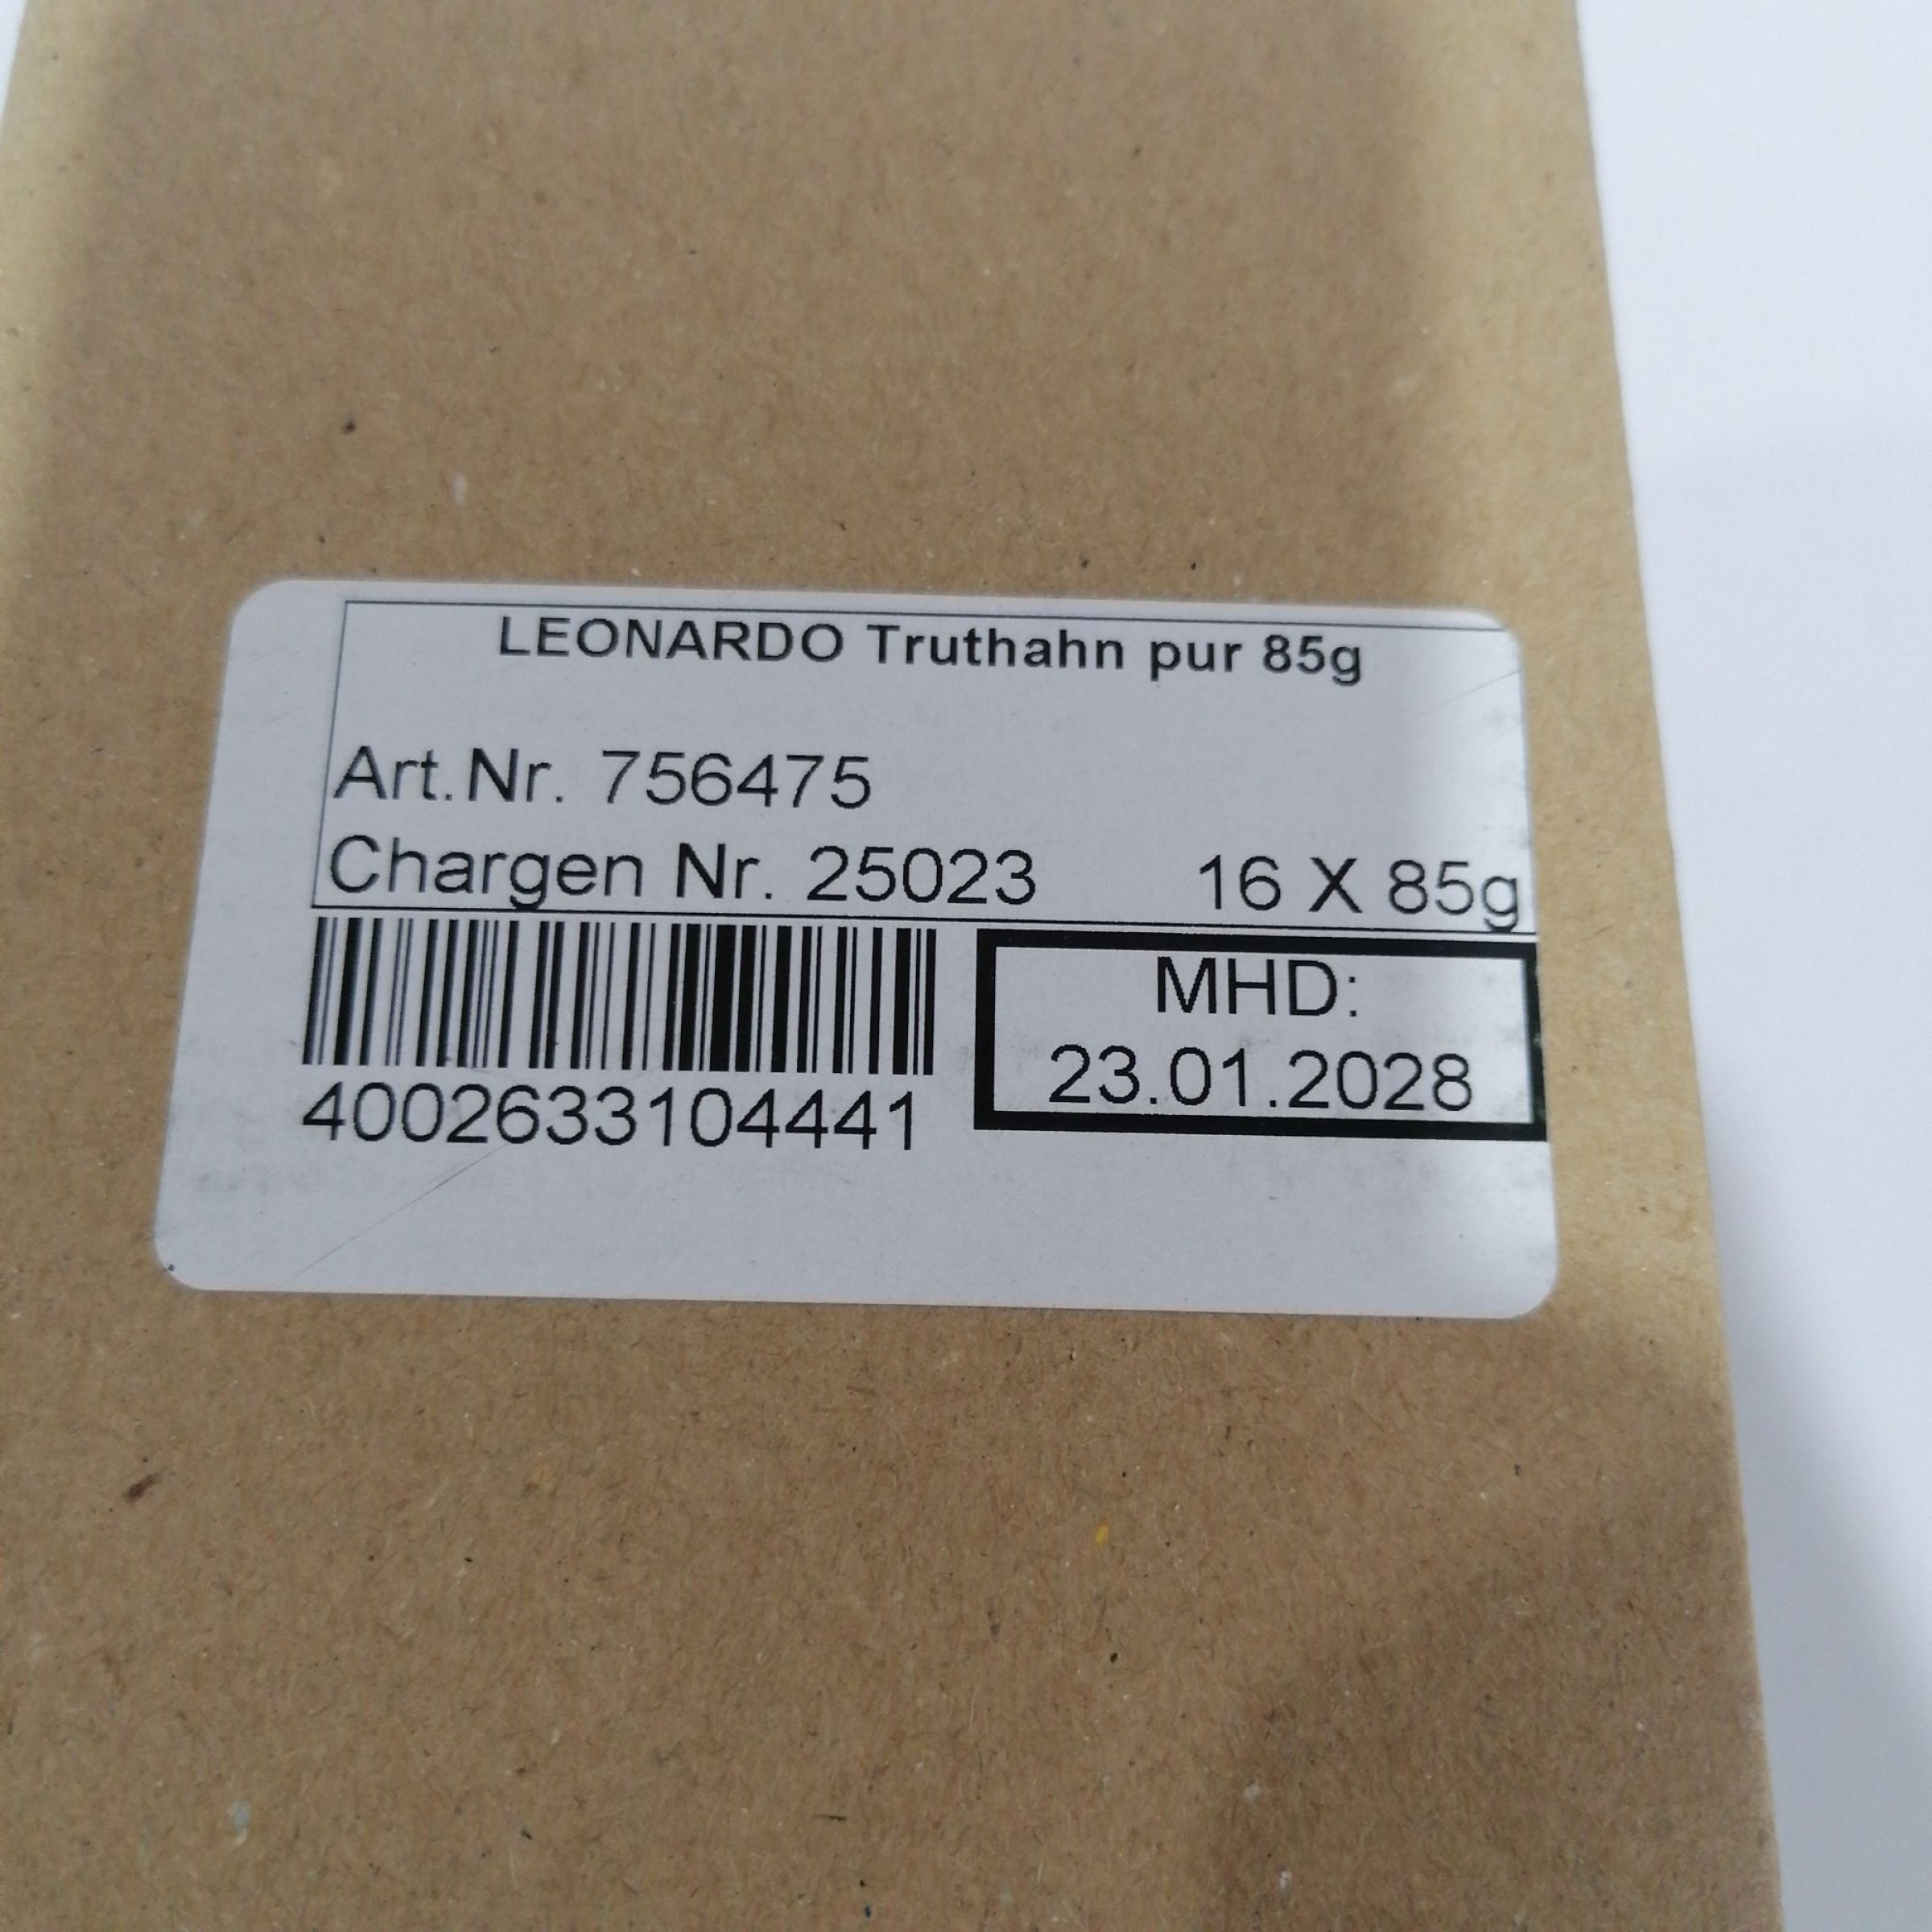 LEONARDO Truthahn pur 85g
Art.Nr. 756475
Chargen Nr. 25023 16 X 85g
MHD:
23.01.2028
4002633104441